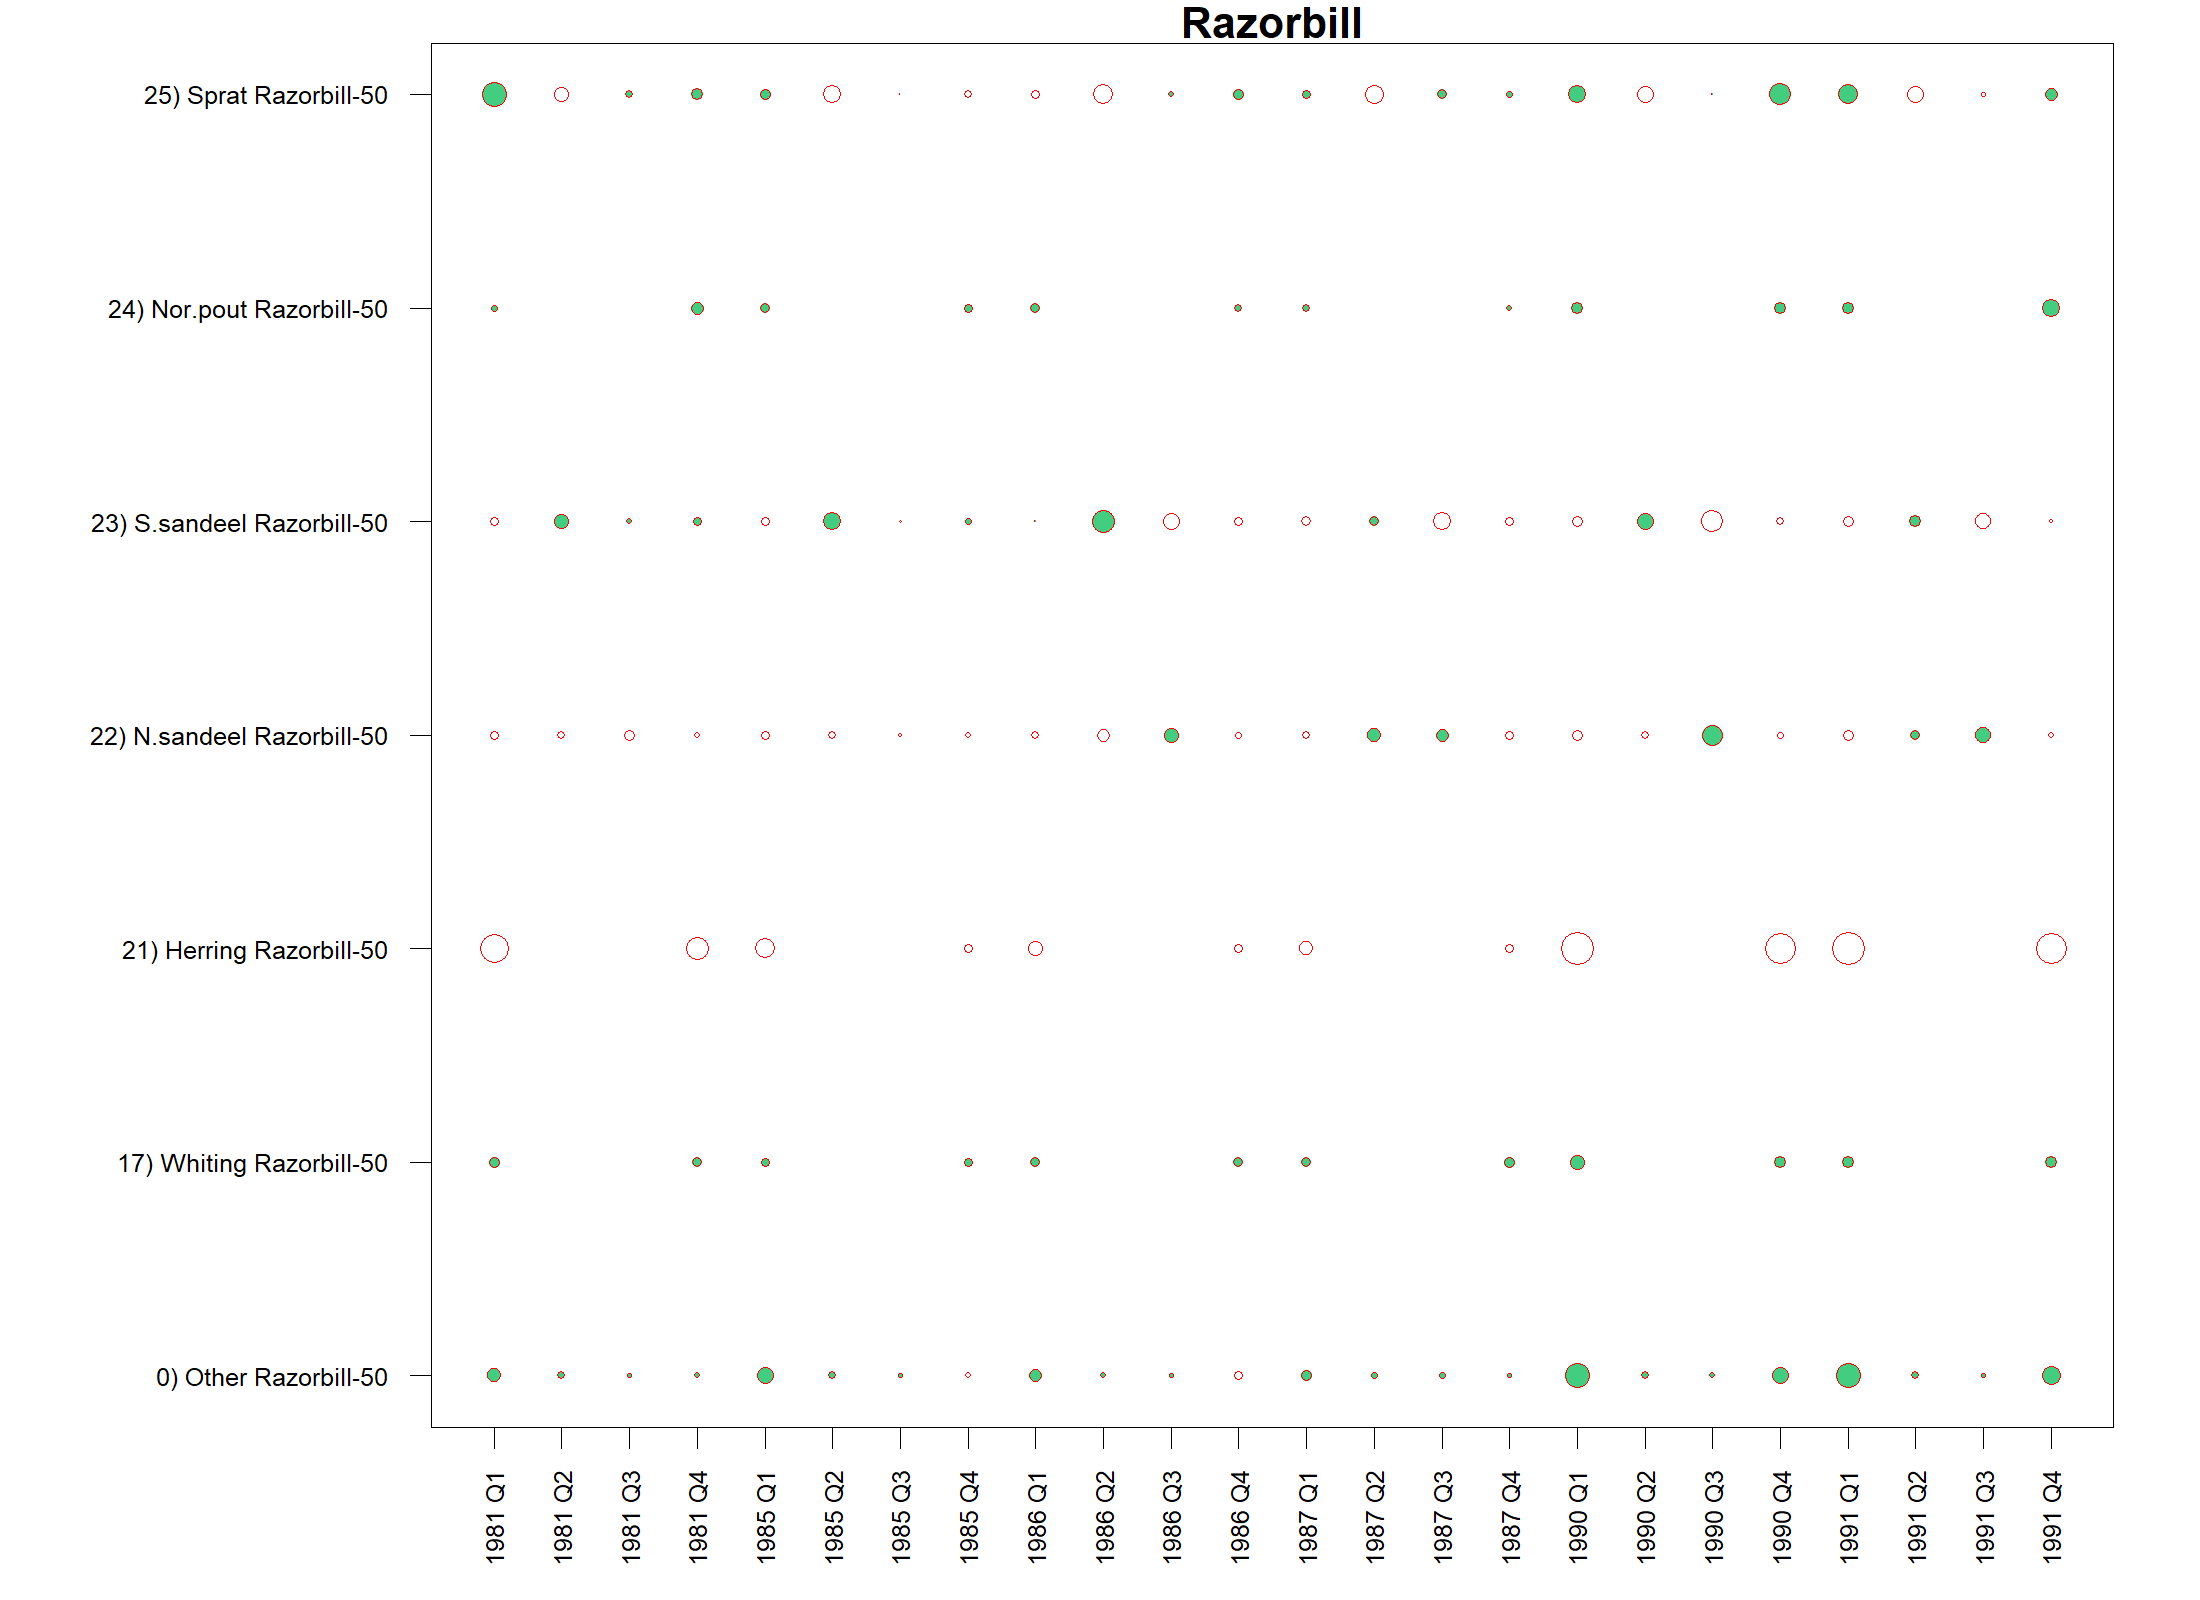 Razorbill
25) Sprat Razorbill-50
24) Nor.pout Razorbill-50
23) S.sandeel Razorbill-50
22) N.sandeel Razorbill-50
21) Herring Razorbill-50
17) Whiting Razorbill-50
0) Other Razorbill-50
1981 Q1
1981 Q2
1981 Q3
1981 Q4
1985 Q1
1985 Q2
1985 Q3
1985 Q4
1986 Q1
1986 Q2
1986 Q3
1986 Q4
1987 Q1
1987 Q2
1987 Q3
1987 Q4
1990 Q1
1990 Q2
1990 Q3
1990 Q4
1991 Q1
1991 Q2
1991 Q3
1991 Q4